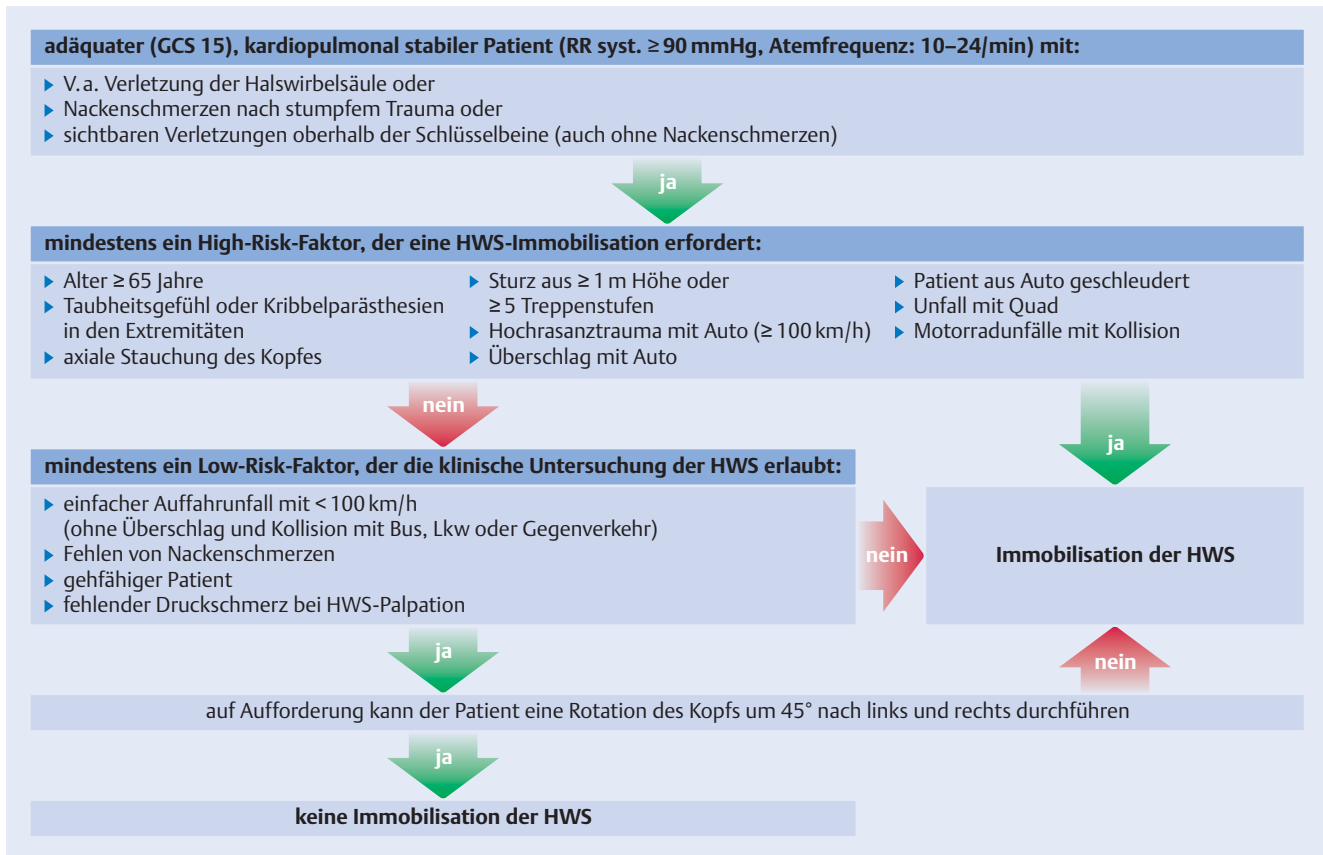 adäquater (GCS 15), kardiopulmonal stabiler Patient (RR syst. ≥ 90 mmHg, Atemfrequenz: 10–24/min) mit:
V. a. Verletzung der Halswirbelsäule oder
Nackenschmerzen nach stumpfem Trauma oder
sichtbaren Verletzungen oberhalb der Schlüsselbeine (auch ohne Nackenschmerzen)
ja
mindestens ein High-Risk-Faktor, der eine HWS-Immobilisation erfordert:
Alter ≥ 65 Jahre
Taubheitsgefühl oder Kribbelparästhesien
in den Extremitäten
axiale Stauchung des Kopfes
Sturz aus ≥ 1 m Höhe oder
≥ 5 Treppenstufen
Hochrasanztrauma mit Auto (≥ 100 km/h)
Überschlag mit Auto
Patient aus Auto geschleudert
Unfall mit Quad
Motorradunfälle mit Kollision
nein
ja
mindestens ein Low-Risk-Faktor, der die klinische Untersuchung der HWS erlaubt:
einfacher Auffahrunfall mit < 100 km/h
(ohne Überschlag und Kollision mit Bus, Lkw oder Gegenverkehr)
Fehlen von Nackenschmerzen
gehfähiger Patient
fehlender Druckschmerz bei HWS-Palpation
nein
Immobilisation der HWS
ja
nein
auf Aufforderung kann der Patient eine Rotation des Kopfs um 45° nach links und rechts durchführen
ja
keine Immobilisation der HWS